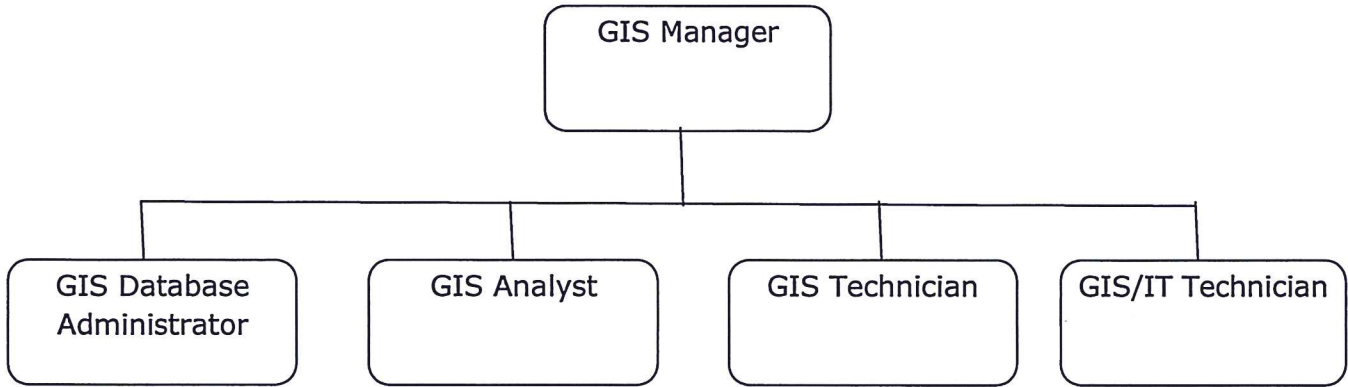 GIS Manager
GIS Database
Administrator
GIS Analyst
GIS Technician
GIS/IT Technician